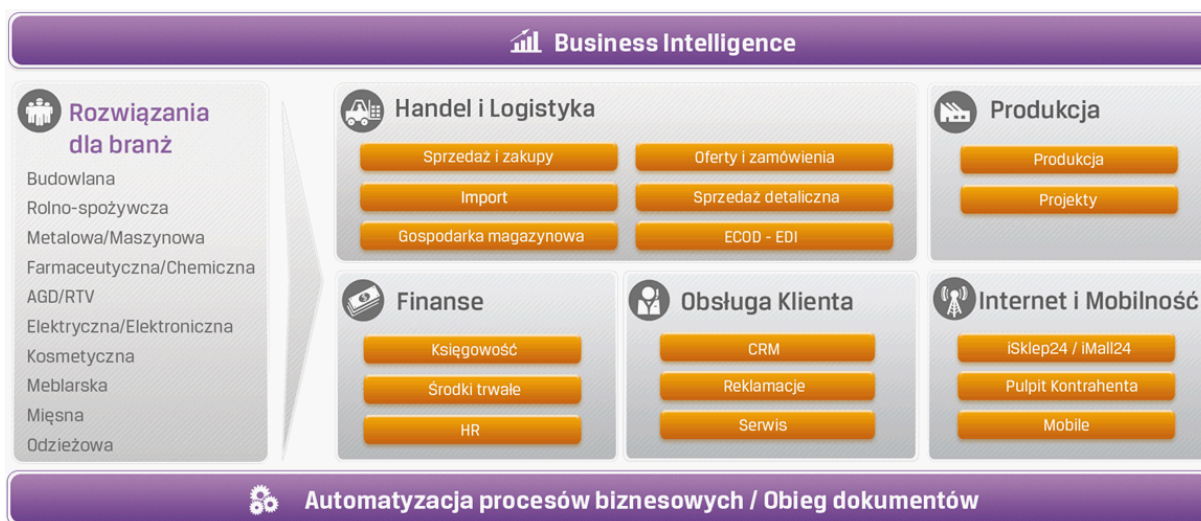 Business Intelligence
Rozwiązania
dla branż
Budowlana
Rolno-spożywcza
Metalowa/Maszynowa
Farmaceutyczna/Chemiczna
AGD/RTV
Elektryczna/Elektroniczna
Kosmetyczna
Meblarska
Mięsna
Odzieżowa
Handel i Logistyka
Sprzedaż i zakupy
Oferty i zamówienia
Import
Sprzedaż detaliczna
Gospodarka magazynowa
ECOD - EDI
Produkcja
Produkcja
Projekty
Finanse
Księgowość
Środki trwałe
HR
Obsługa Klienta
CRM
Reklamacje
Serwis
Internet i Mobilność
iSklep24 / iMall24
Pulpit Kontrahenta
Mobile
Automatyzacja procesów biznesowych / Obieg dokumentów